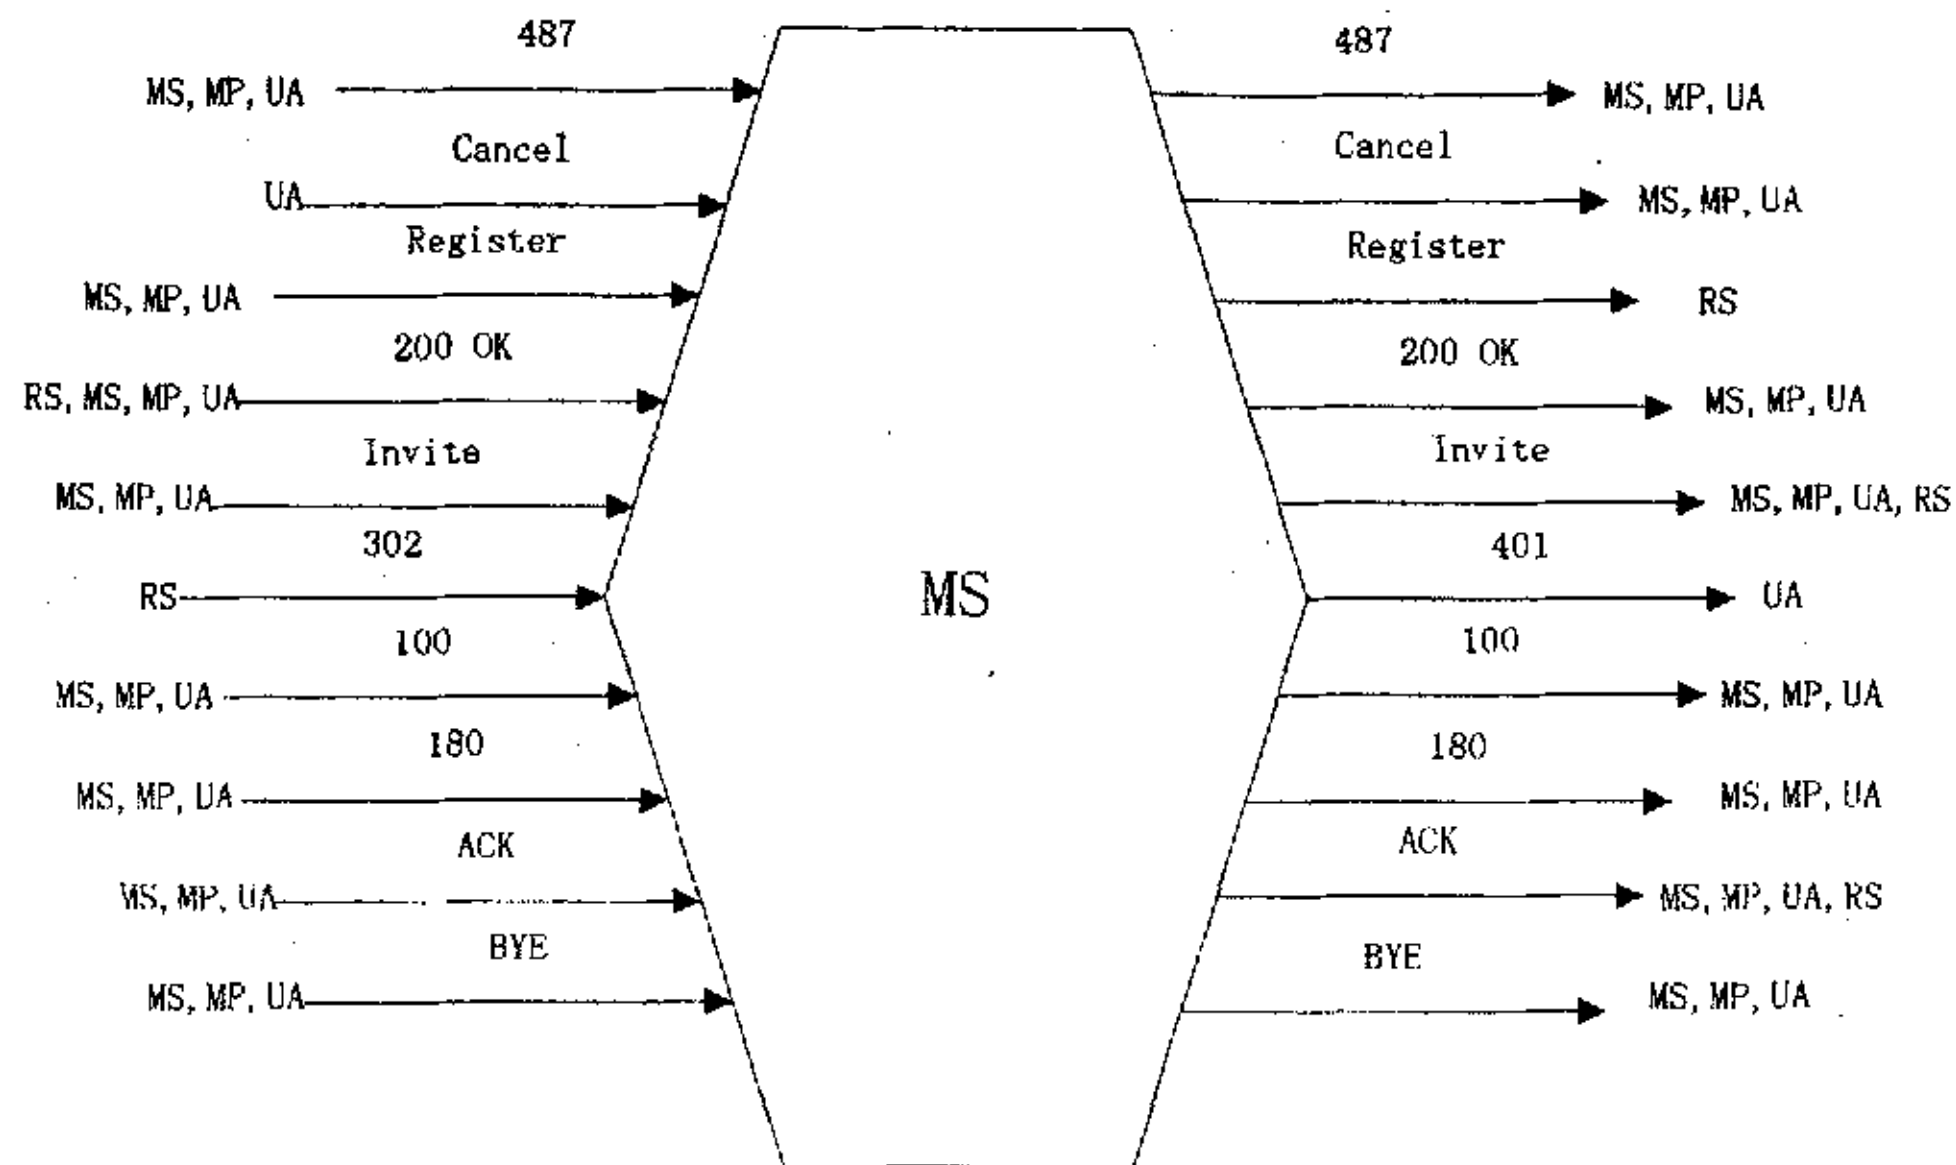 487 487
MS, MP, UA MS, MP, UA
Cancel Cancel
UA MS, MP, UA
Register Register
MS, MP, UA RS
200 OK 200 OK
RS, MS, MP, UA MS, MP, UA
Invite Invite
MS, MP, UA MS, MP, UA, RS
302 401
RS MS UA
100 100
MS, MP, UA MS, MP, UA
180 180
MS, MP, UA MS, MP, UA
ACK ACK
MS, MP, UA MS, MP, UA, RS
BYE BYE
MS, MP, UA MS, MP, UA